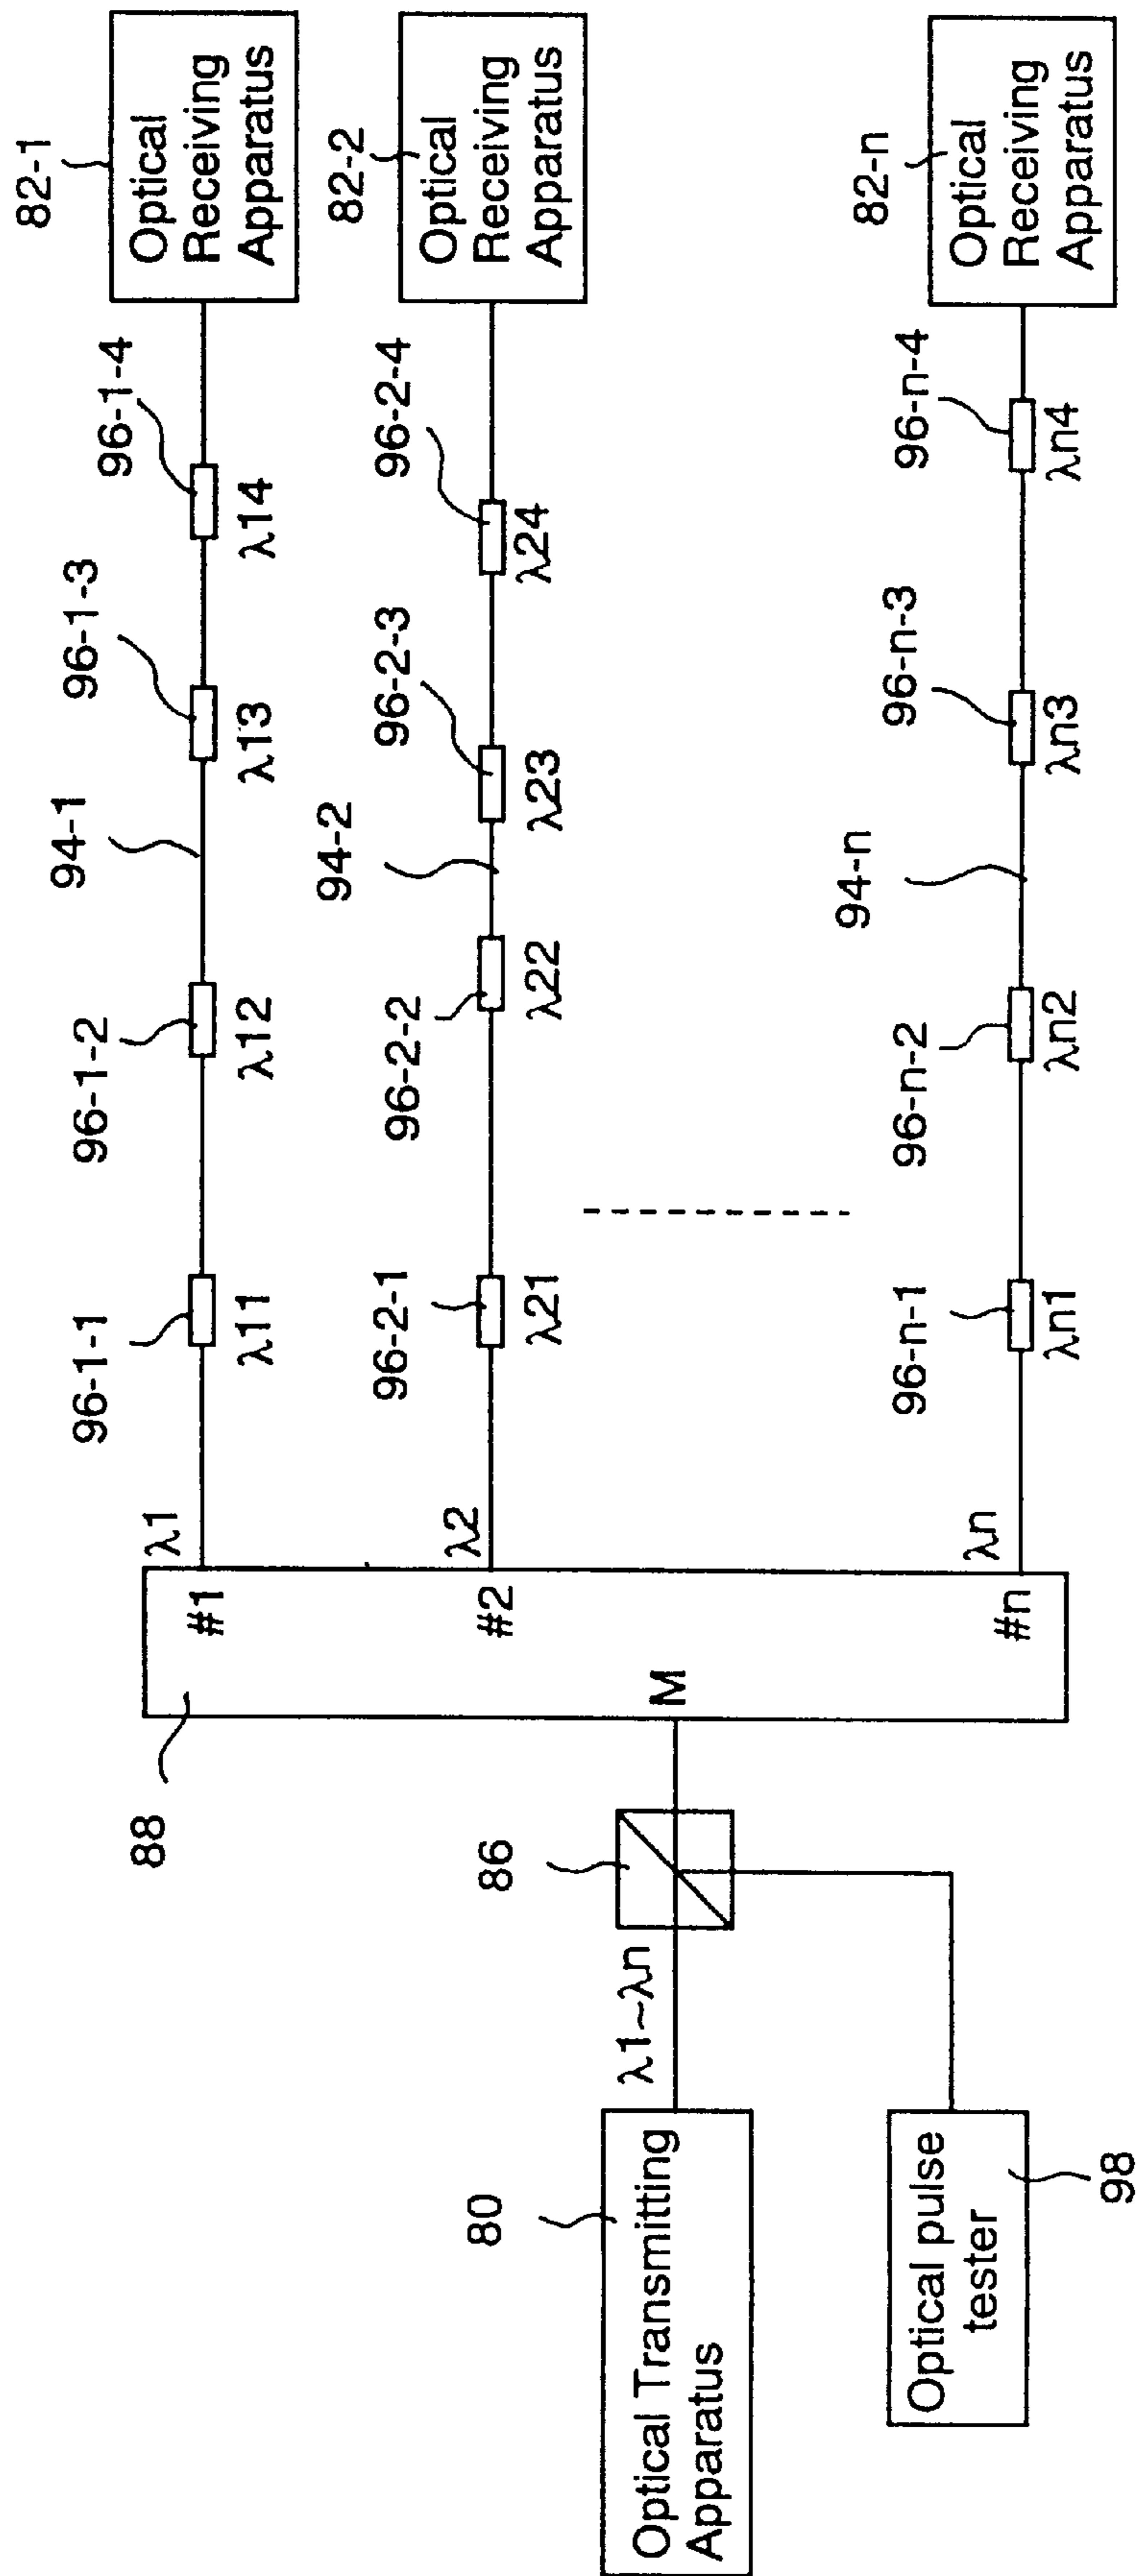 82-1
Optical
Receiving
Apparatus
82-2
Optical
Receiving
Apparatus
82-n
Optical
Receiving
Apparatus
96-1-1
96-1-2
94-1
96-1-3
96-1-4
λ1
λ11
λ12
λ13
λ14
96-2-1
96-2-2
94-2
96-2-3
96-2-4
λ2
λ21
λ22
λ23
λ24
96-n-1
96-n-2
94-n
96-n-3
96-n-4
λn
λn1
λn2
λn3
λn4
88
#1
#2
M
#n
86
λ1~λn
80
Optical Transmitting
Apparatus
Optical pulse
tester
98